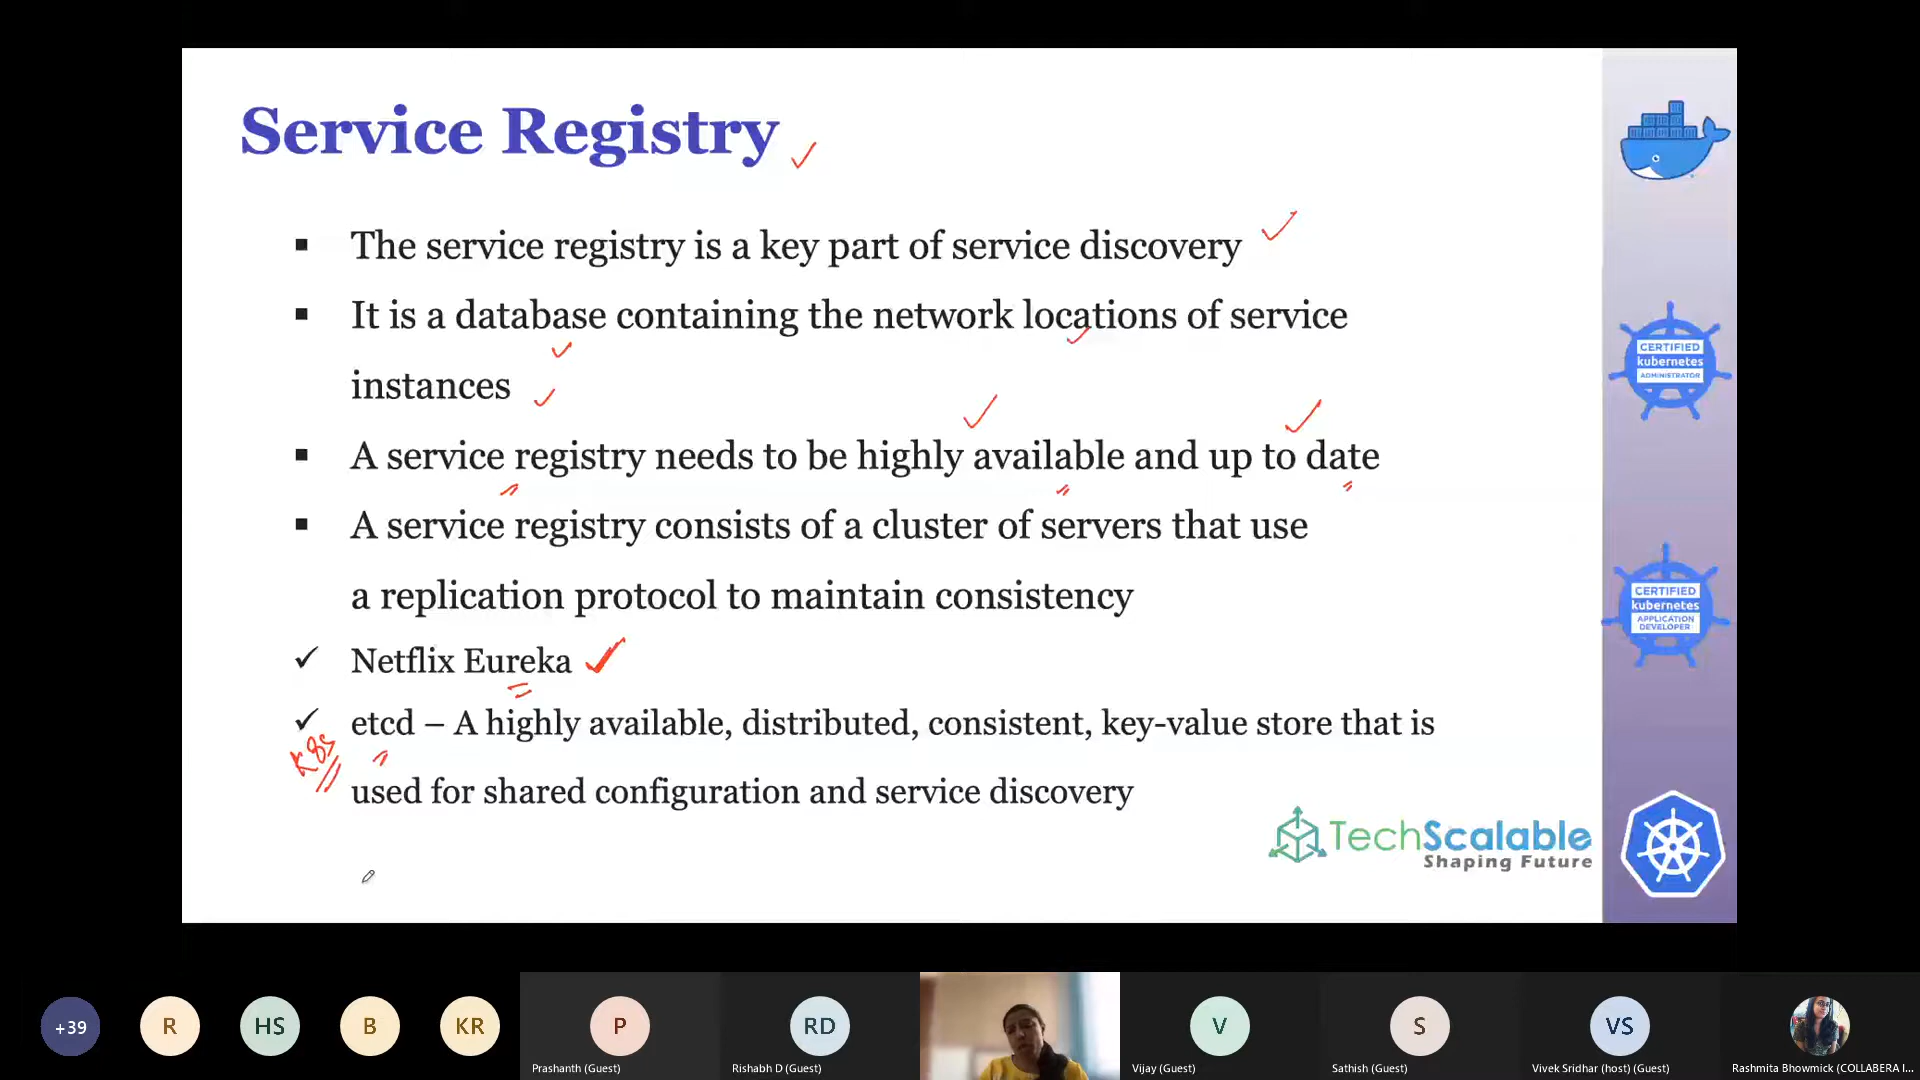 Service Registry
The service registry is a key part of service discovery
It is a database containing the network locations of service
instances
A service registry needs to be highly available and up to date
A service registry consists of a cluster of servers that use
a replication protocol to maintain consistency
Netflix Eureka
etcd – A highly available, distributed, consistent, key-value store that is
K8s
used for shared configuration and service discovery
TechScalable
Shaping Future
CERTIFIED
kubernetes
ADMINISTRATOR
CERTIFIED
kubernetes
APPLICATION
DEVELOPER
+39
R
HS
B
KR
P
RD
V
S
VS
Prashanth (Guest)
Rishabh D (Guest)
Vijay (Guest)
Sathish (Guest)
Vivek Sridhar (host) (Guest)
Rashmita Bhowmick (COLLABERA I...